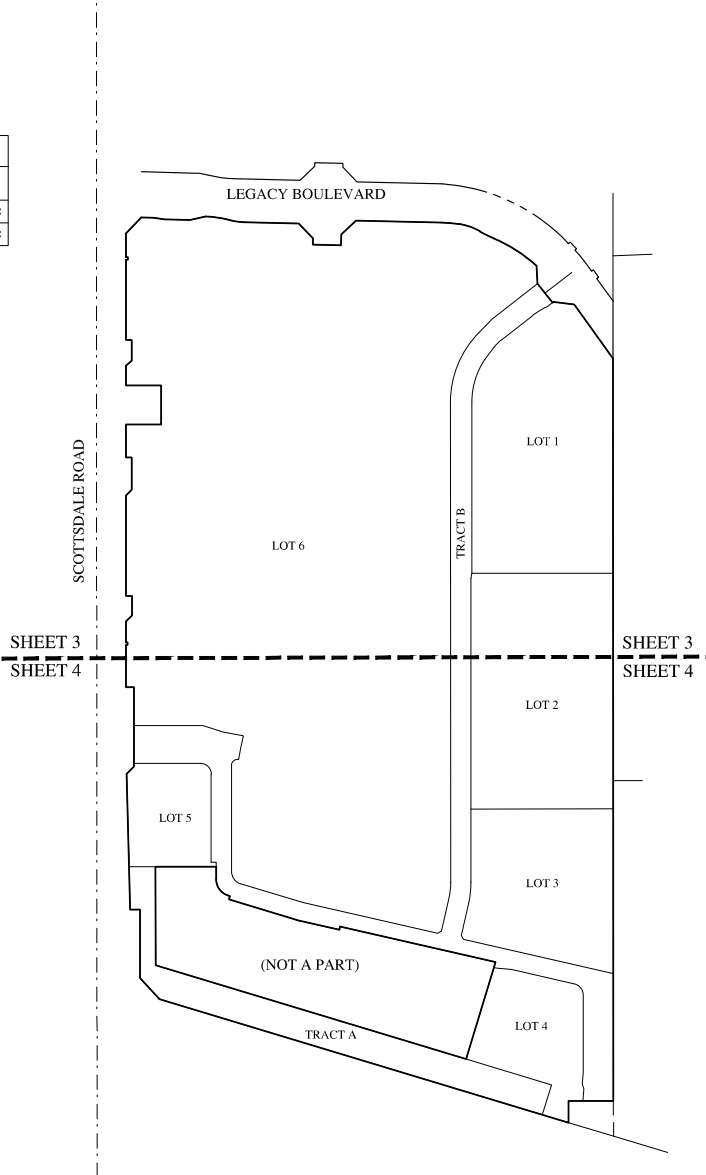 LEGACY BOULEVARD
LOT 1
SCOTTSDALE ROAD
TRACT B
LOT 6
SHEET 3
SHEET 3
SHEET 4
SHEET 4
LOT 2
LOT 5
LOT 3
(NOT A PART)
LOT 4
TRACT A